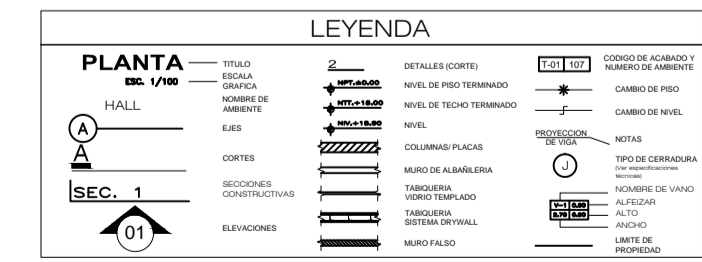 LEYENDA
PLANTA
ESC. 1/100
TITULO
ESCALA
GRAFICA
HALL
NOMBRE DE
AMBIENTE
A
EJES
A
CORTES
SEC. 1
SECCIONES
CONSTRUCTIVAS
01
ELEVACIONES
2
DETALLES (CORTE)
NPT.±0.00
NIVEL DE PISO TERMINADO
NTT.+15.00
NIVEL DE TECHO TERMINADO
NIV.+15.90
NIVEL
COLUMNAS/ PLACAS
MURO DE ALBAÑILERIA
TABIQUERIA
VIDRIO TEMPLADO
TABIQUERIA
SISTEMA DRYWALL
MURO FALSO
T-01 107
CODIGO DE ACABADO Y
NUMERO DE AMBIENTE
CAMBIO DE PISO
CAMBIO DE NIVEL
PROYECCION
DE VIGA
NOTAS
J
TIPO DE CERRADURA
(Ver especificaciones
técnicas)
NOMBRE DE VANO
V-1
ALFEIZAR
ALTO
ANCHO
LIMITE DE
PROPIEDAD